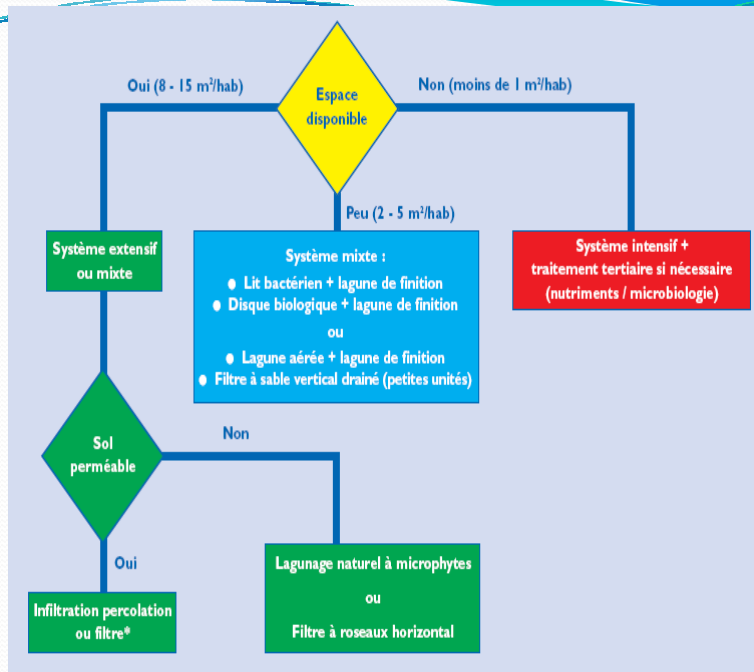 Oui (8 - 15 m²/hab)
Espace
disponible
Non (moins de 1 m²/hab)
Peu (2 - 5 m²/hab)
Système extensif
ou mixte
Système mixte :
● Lit bactérien + lagune de finition
● Disque biologique + lagune de finition
ou
● Lagune aérée + lagune de finition
● Filtre à sable vertical drainé (petites unités)
Système intensif +
traitement tertiaire si nécessaire
(nutriments / microbiologie)
Sol
perméable
Non
Oui
Infiltration percolation
ou filtre*
Lagunage naturel à microphytes
ou
Filtre à roseaux horizontal